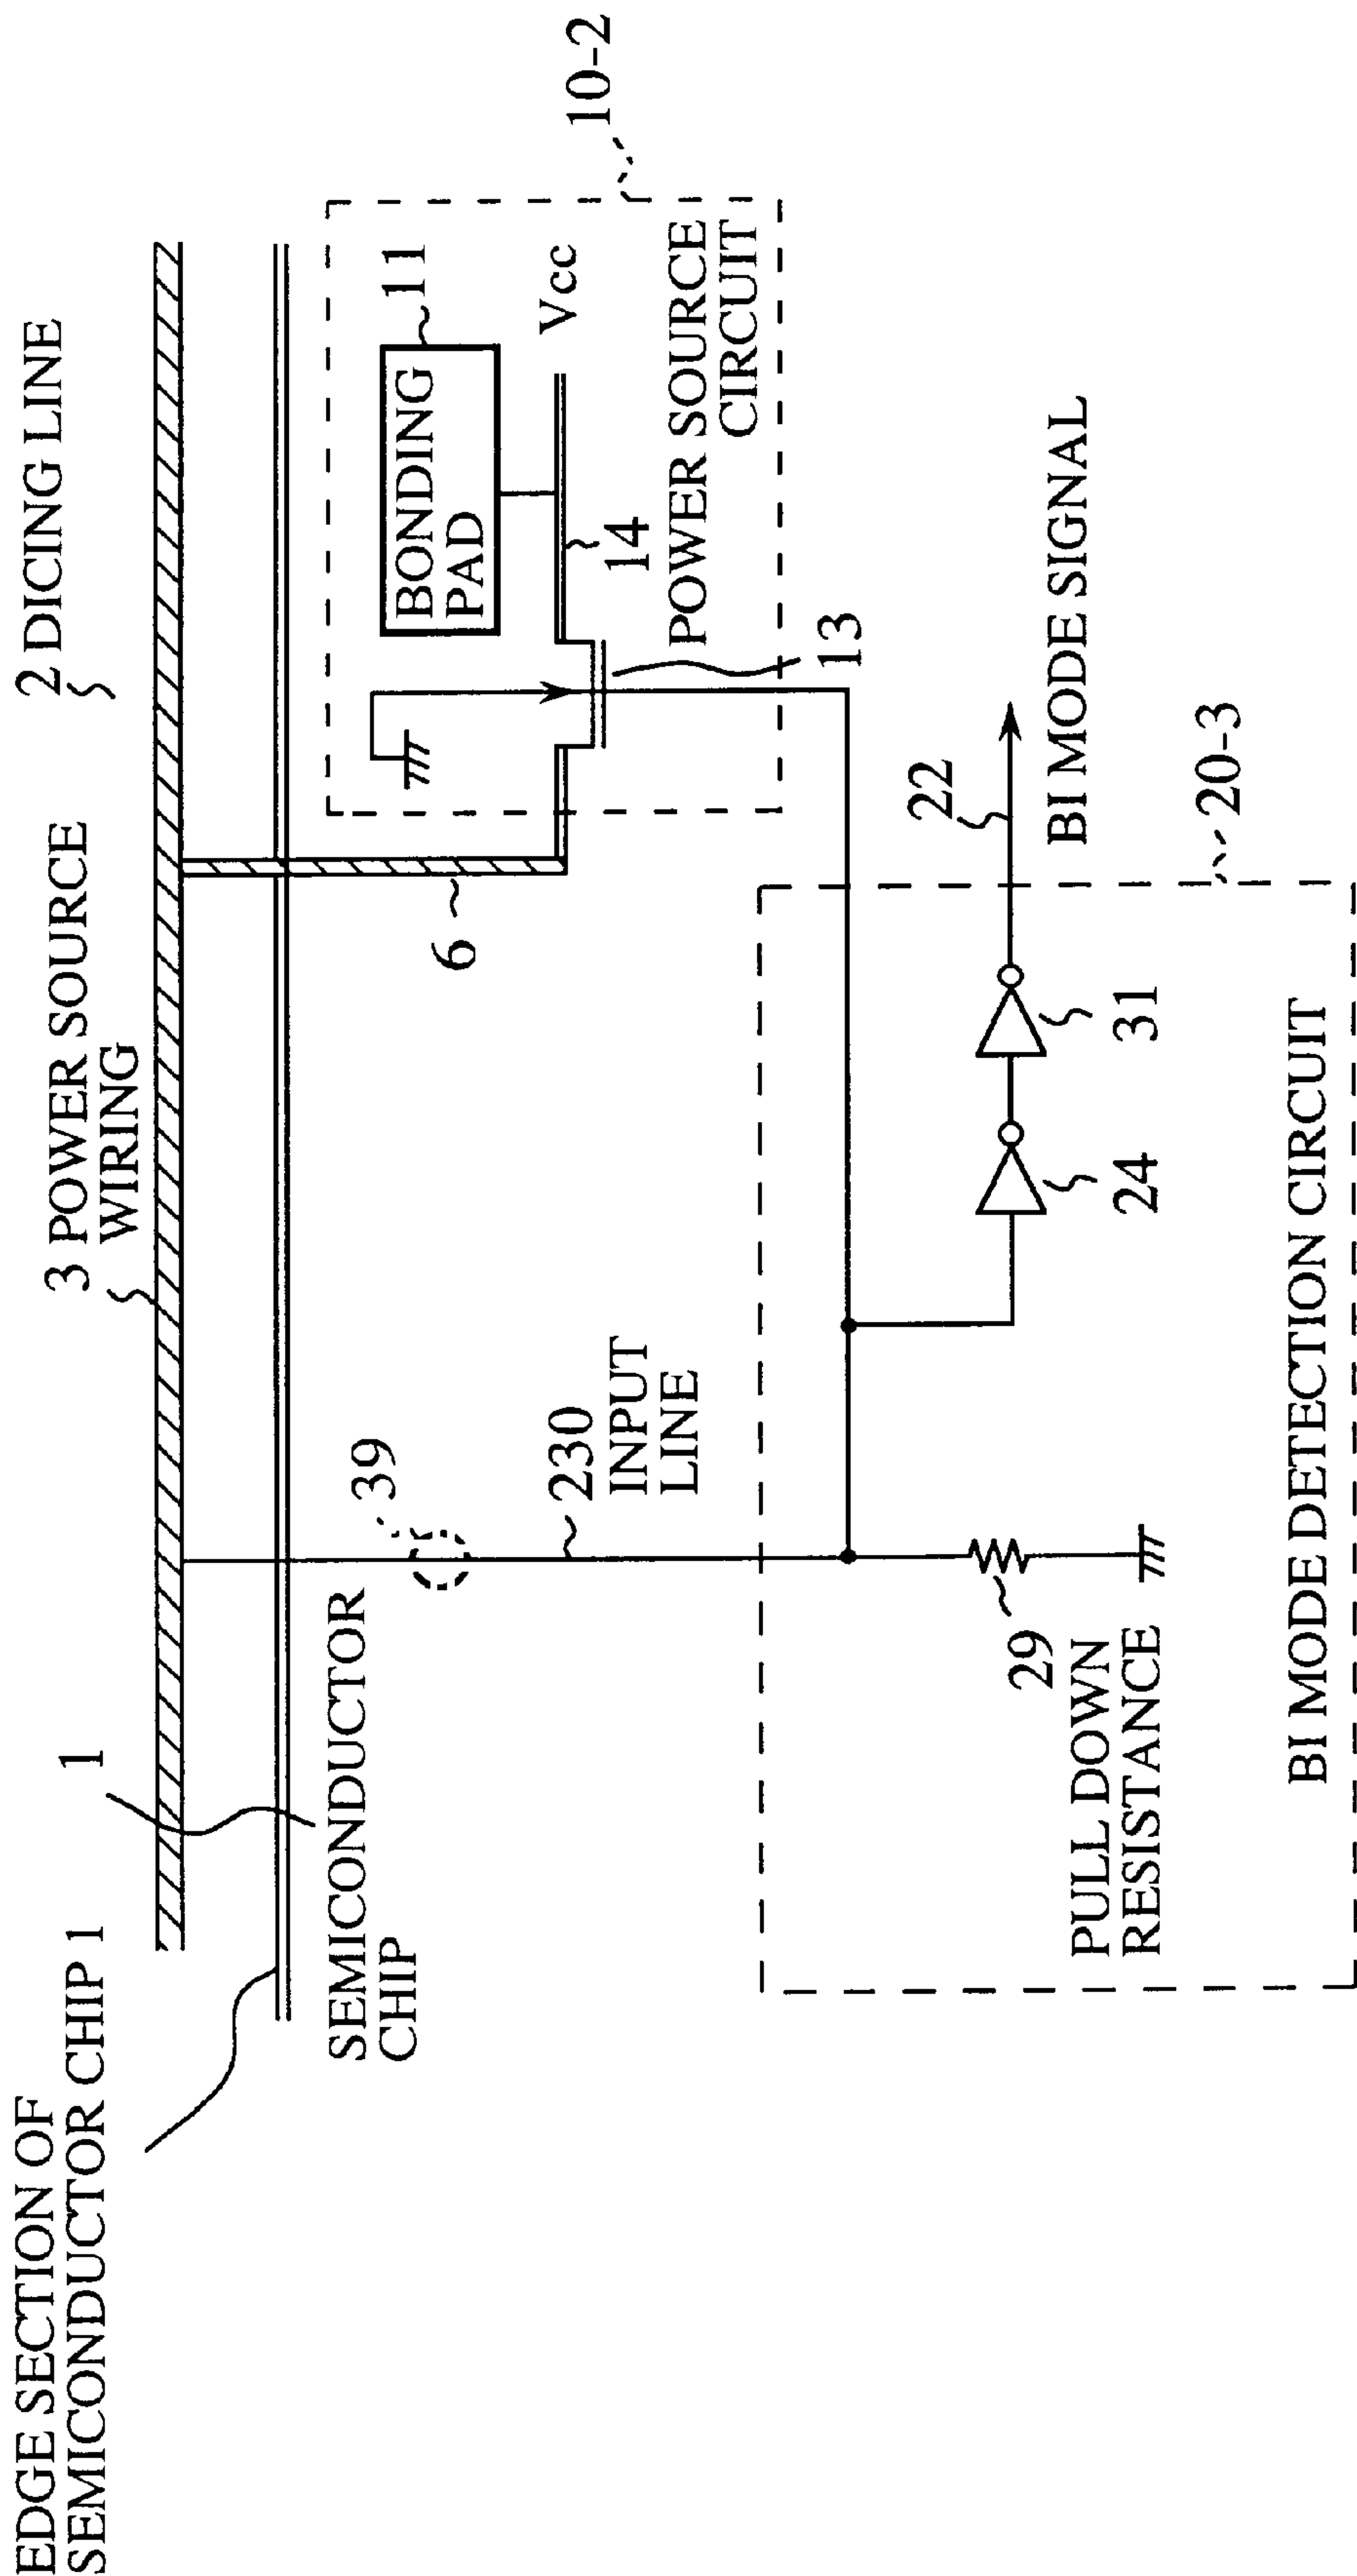 EDGE SECTION OF
SEMICONDUCTOR CHIP 1
1
3 POWER SOURCE
WIRING
2 DICING LINE
SEMICONDUCTOR
CHIP
39
230
INPUT
LINE
6
BONDING
PAD
11
Vcc
14
POWER SOURCE
CIRCUIT
10-2
13
29
PULL DOWN
RESISTANCE
24
31
22
BI MODE SIGNAL
20-3
BI MODE DETECTION CIRCUIT